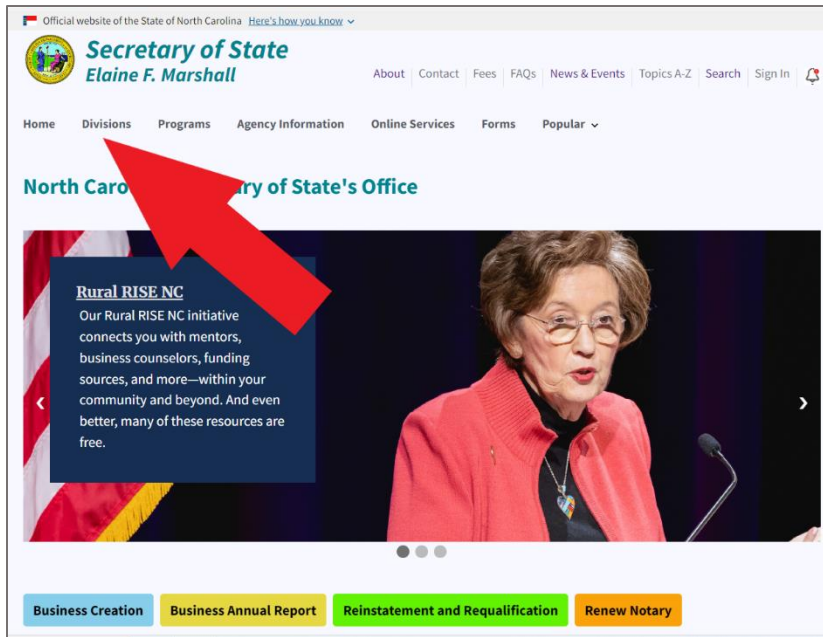 Official website of the State of North Carolina Here's how you know
Secretary of State
Elaine F. Marshall
About Contact Fees FAQs News & Events Topics A-Z Search Sign In
Home Divisions Programs Agency Information Online Services Forms Popular
North Caro ry of State's Office
Rural RISE NC
Our Rural RISE NC initiative
connects you with mentors,
business counselors, funding
sources, and more—within your
community and beyond. And even
better, many of these resources are
free.
Business Creation Business Annual Report Reinstatement and Requalification Renew Notary